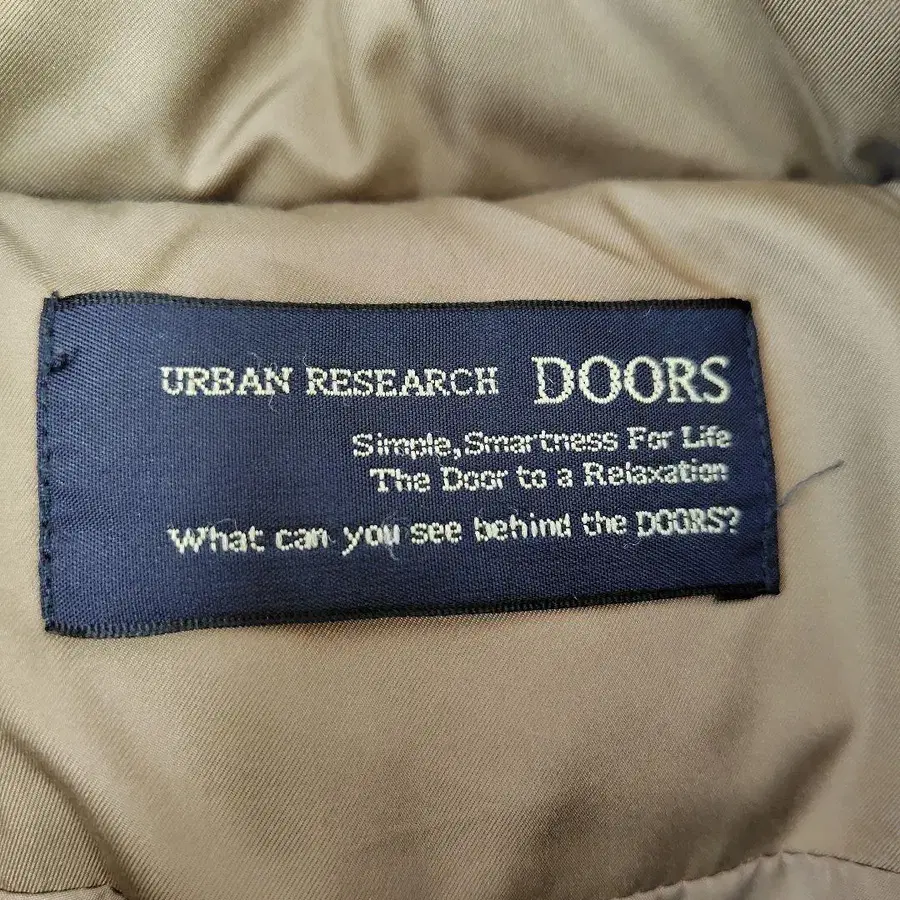 URBAN RESEARCH DOORS
Simple,Smartness For Life
The Door to a Relaxation
What can you see behind the DOORS?